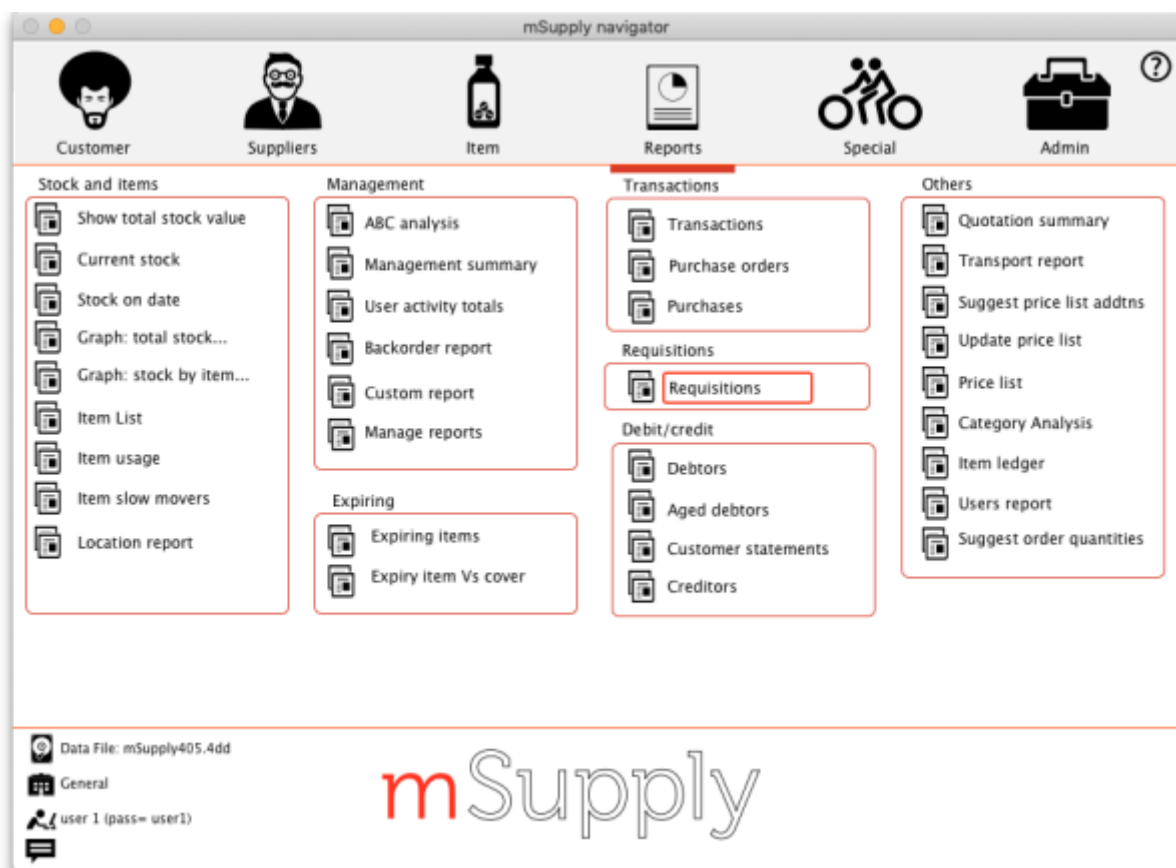 mSupply navigator
Customer
Suppliers
Item
Reports
Special
Admin
?
Stock and items
Show total stock value
Current stock
Stock on date
Graph: total stock...
Graph: stock by item...
Item List
Item usage
Item slow movers
Location report
Management
ABC analysis
Management summary
User activity totals
Backorder report
Custom report
Manage reports
Expiring
Expiring items
Expiry item Vs cover
Transactions
Transactions
Purchase orders
Purchases
Requisitions
Requisitions
Debit/credit
Debtors
Aged debtors
Customer statements
Creditors
Others
Quotation summary
Transport report
Suggest price list addtns
Update price list
Price list
Category Analysis
Item ledger
Users report
Suggest order quantities
Data File: mSupply405.4dd
General
user 1 (pass= user1)
mSupply